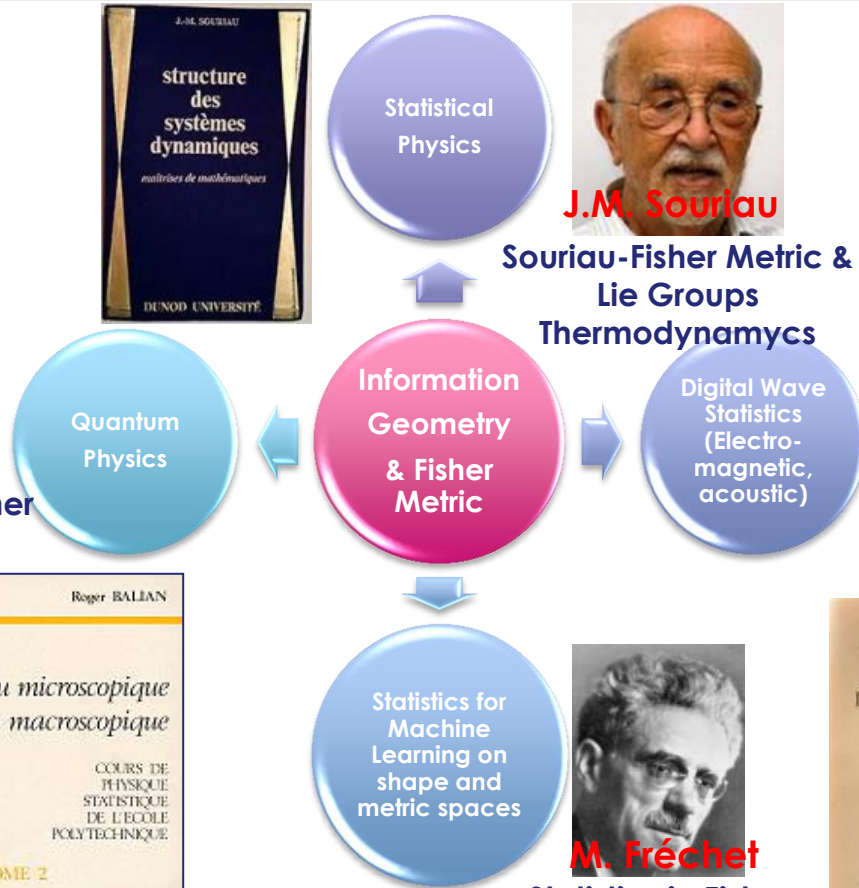 J.-M. SOURIAU
structure
des
systèmes
dynamiques
maîtrises de mathématiques
DUNOD UNIVERSITÉ
Statistical
Physics
J.M. Souriau
Souriau-Fisher Metric &
Lie Groups
Thermodynamycs
Quantum
Physics
Information
Geometry
& Fisher
Metric
Digital Wave
Statistics
(Electro-
magnetic,
acoustic)
Roger BALIAN
microscopique
macroscopique
COURS DE
PHYSIQUE
STATISTIQUE
DE L'ECOLE
POLYTECHNIQUE
2
Statistics for
Machine
Learning on
shape and
metric spaces
M. Fréchet